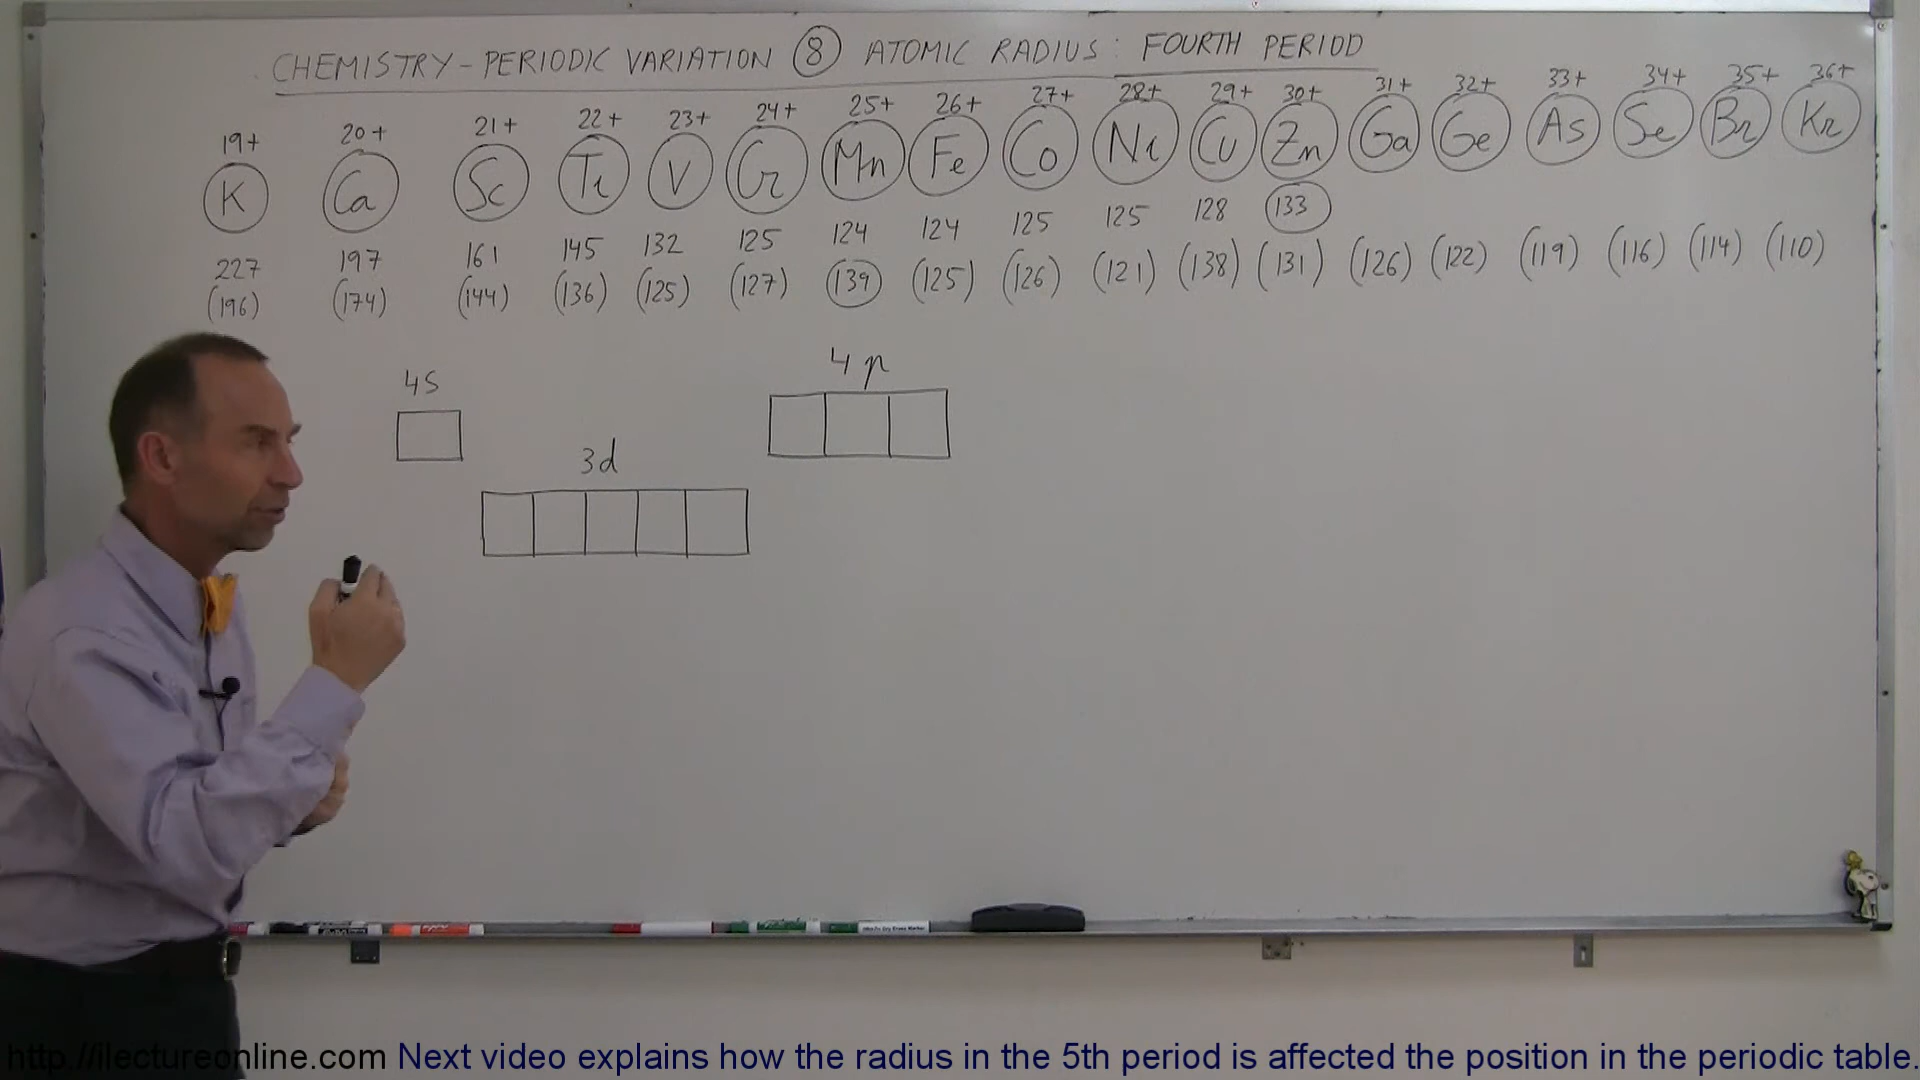 CHEMISTRY - PERIODIC VARIATION 8 ATOMIC RADIUS: FOURTH PERIOD
19+ 20+ 21+ 22+ 23+ 24+ 25+ 26+ 27+ 28+ 29+ 30+ 31+ 32+ 33+ 34+ 35+ 36+
K Ca Sc Ti V Cr Mn Fe Co Ni Cu Zn Ga Ge As Se Br Kr
227 197 161 145 132 125 124 124 125 125 128 133
(196) (174) (144) (136) (125) (127) (139) (125) (126) (121) (138) (131) (126) (122) (119) (116) (114) (110)
4s 4p
3d
http://ilectureonline.com Next video explains how the radius in the 5th period is affected the position in the periodic table.